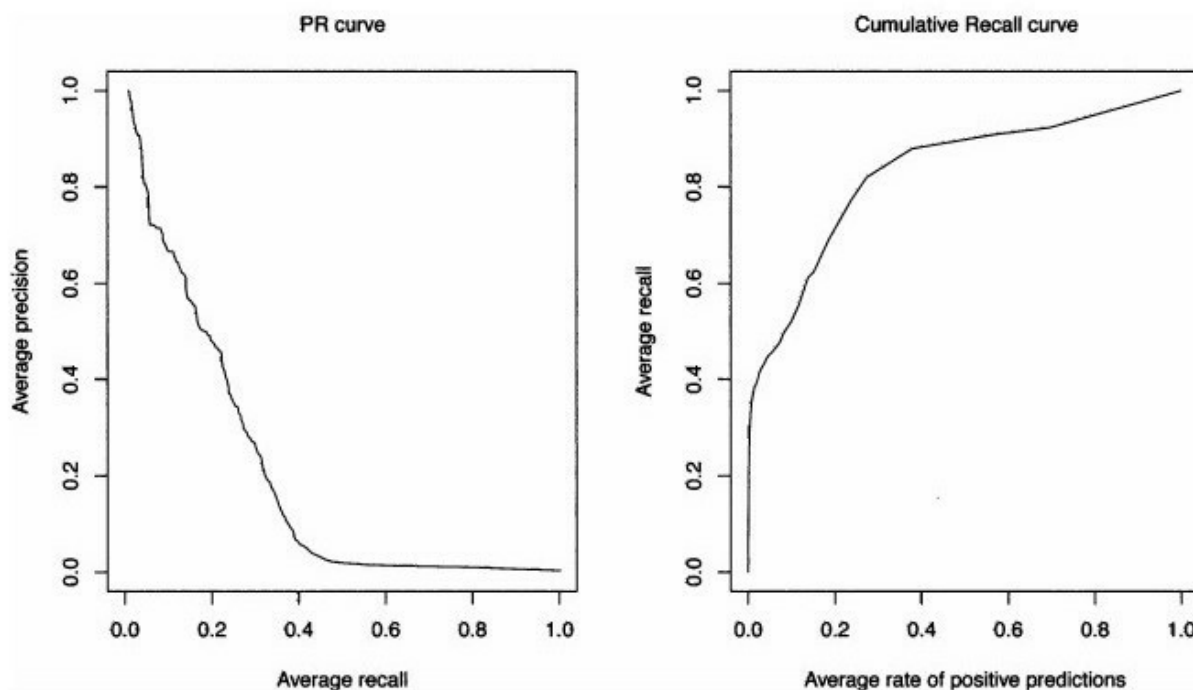 PR curve
Average precision
1.0
0.8
0.6
0.4
0.2
0.0
0.0 0.2 0.4 0.6 0.8 1.0
Average recall
Cumulative Recall curve
Average recall
1.0
0.8
0.6
0.4
0.2
0.0
0.0 0.2 0.4 0.6 0.8 1.0
Average rate of positive predictions